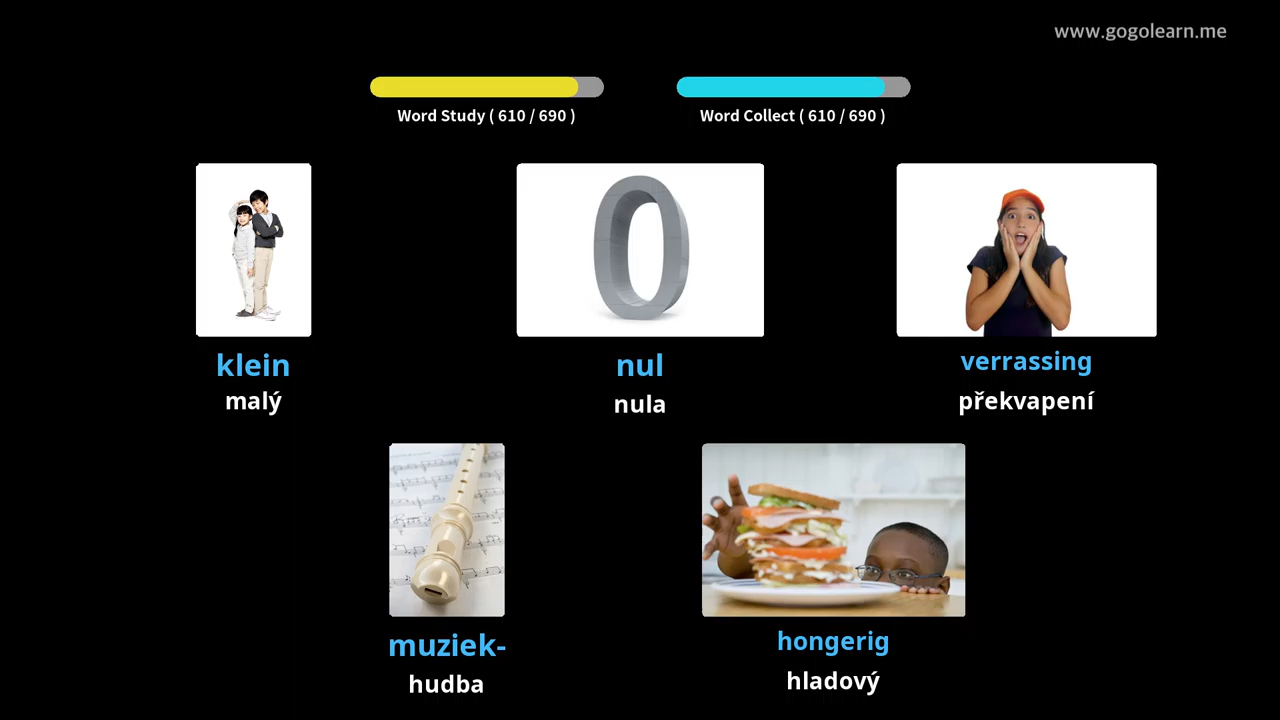 www.gogolearn.me
Word Study ( 610 / 690 )
Word Collect ( 610 / 690 )
klein
malý
nul
nula
verrassing
překvapení
muziek-
hudba
hongerig
hladový